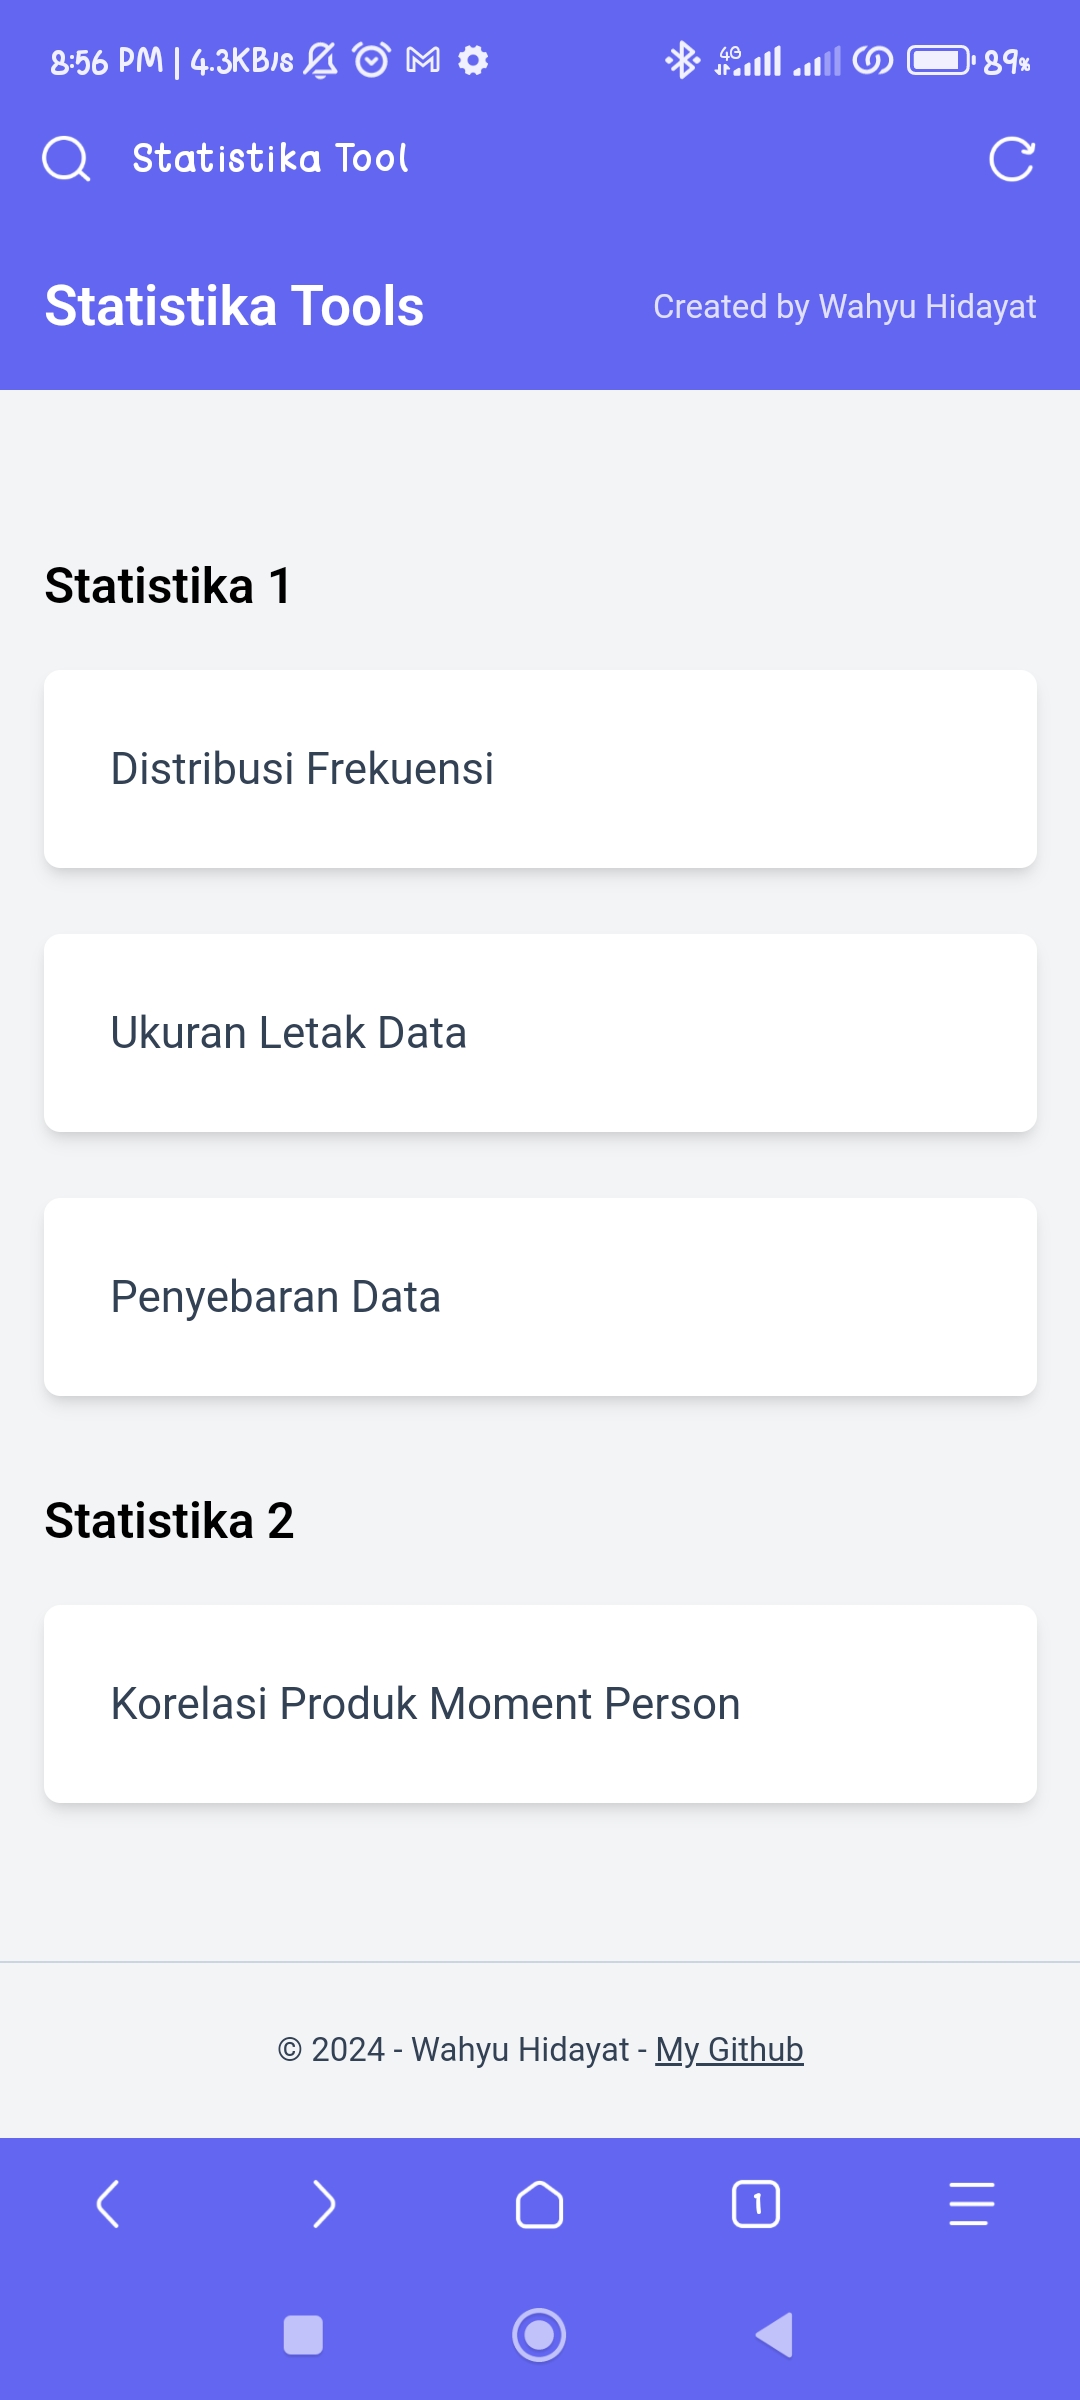 8:56 PM | 4.3KB/s 4G 89%
Statistika Tool
Statistika Tools
Created by Wahyu Hidayat
Statistika 1
Distribusi Frekuensi
Ukuran Letak Data
Penyebaran Data
Statistika 2
Korelasi Produk Moment Person
© 2024 - Wahyu Hidayat - My Github
1